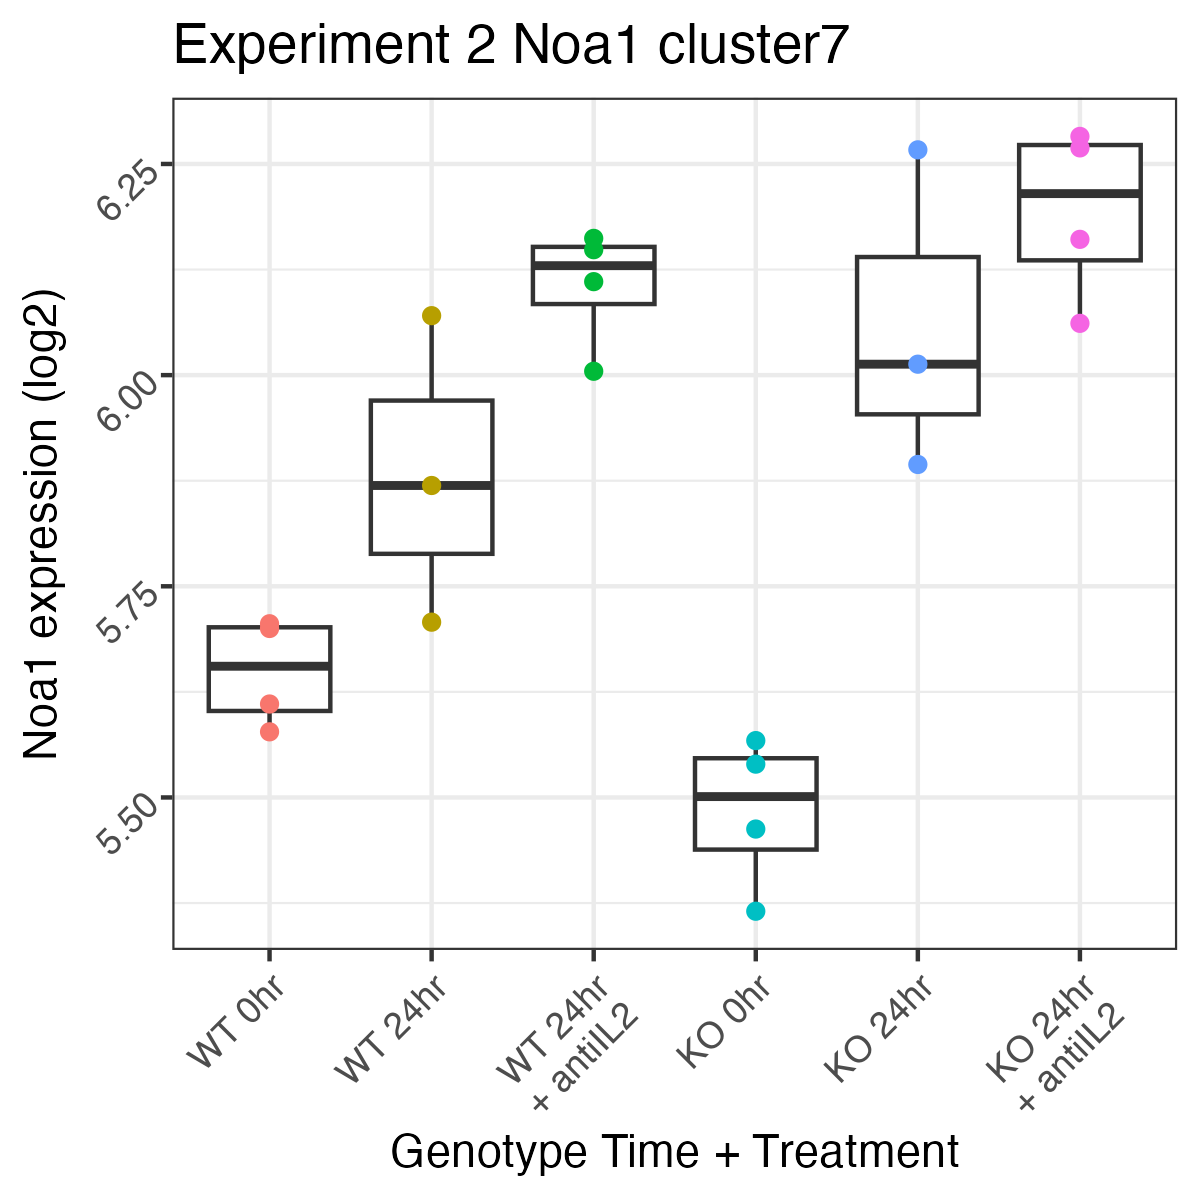 Experiment 2 Noa1 cluster7
Noa1 expression (log2)
6.25
6.00
5.75
5.50
WT 0hr
WT 24hr
WT 24hr
+ antiIL2
KO 0hr
KO 24hr
KO 24hr
+ antiIL2
Genotype Time + Treatment